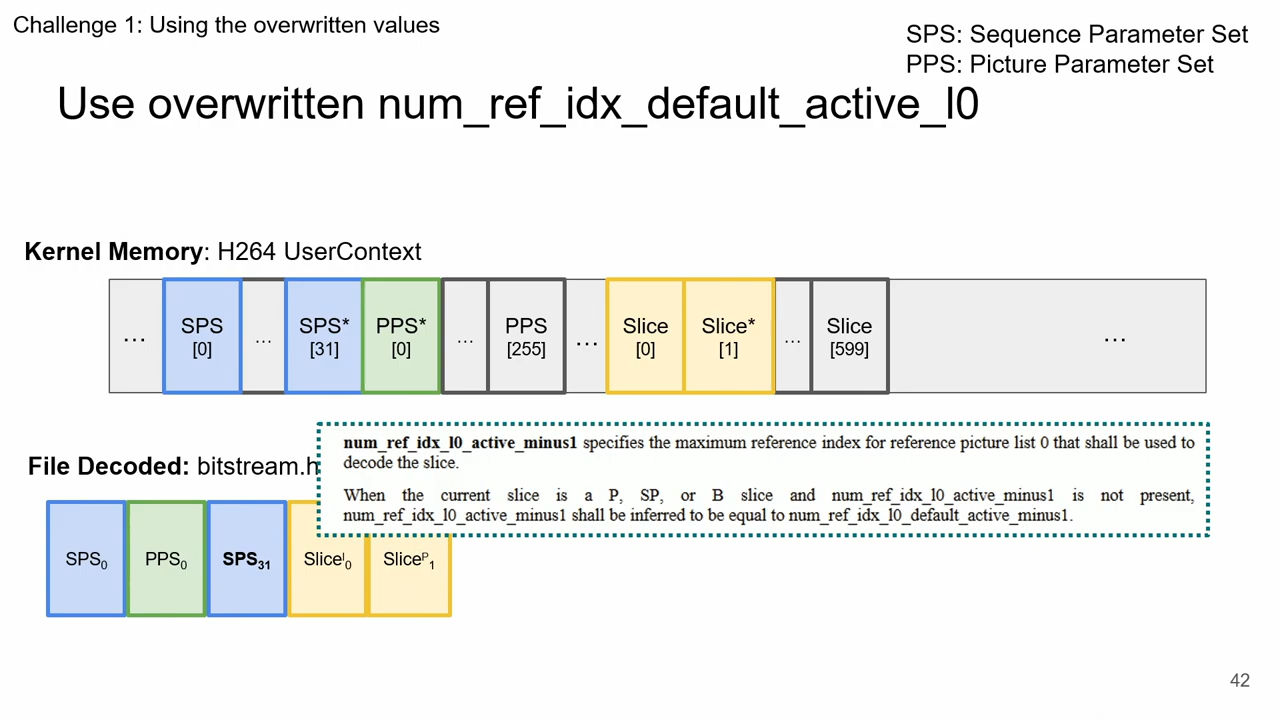 Challenge 1: Using the overwritten values
SPS: Sequence Parameter Set
PPS: Picture Parameter Set
Use overwritten num_ref_idx_default_active_l0
Kernel Memory: H264 UserContext
...
SPS
[0]
...
SPS*
[31]
PPS*
[0]
...
PPS
[255]
...
Slice
[0]
Slice*
[1]
...
Slice
[599]
...
num_ref_idx_l0_active_minus1 specifies the maximum reference index for reference picture list 0 that shall be used to
decode the slice.
When the current slice is a P, SP, or B slice and num_ref_idx_l0_active_minus1 is not present,
num_ref_idx_l0_active_minus1 shall be inferred to be equal to num_ref_idx_l0_default_active_minus1.
File Decoded: bitstream.h
SPS0
PPS0
SPS31
SliceI0
SliceP1
42